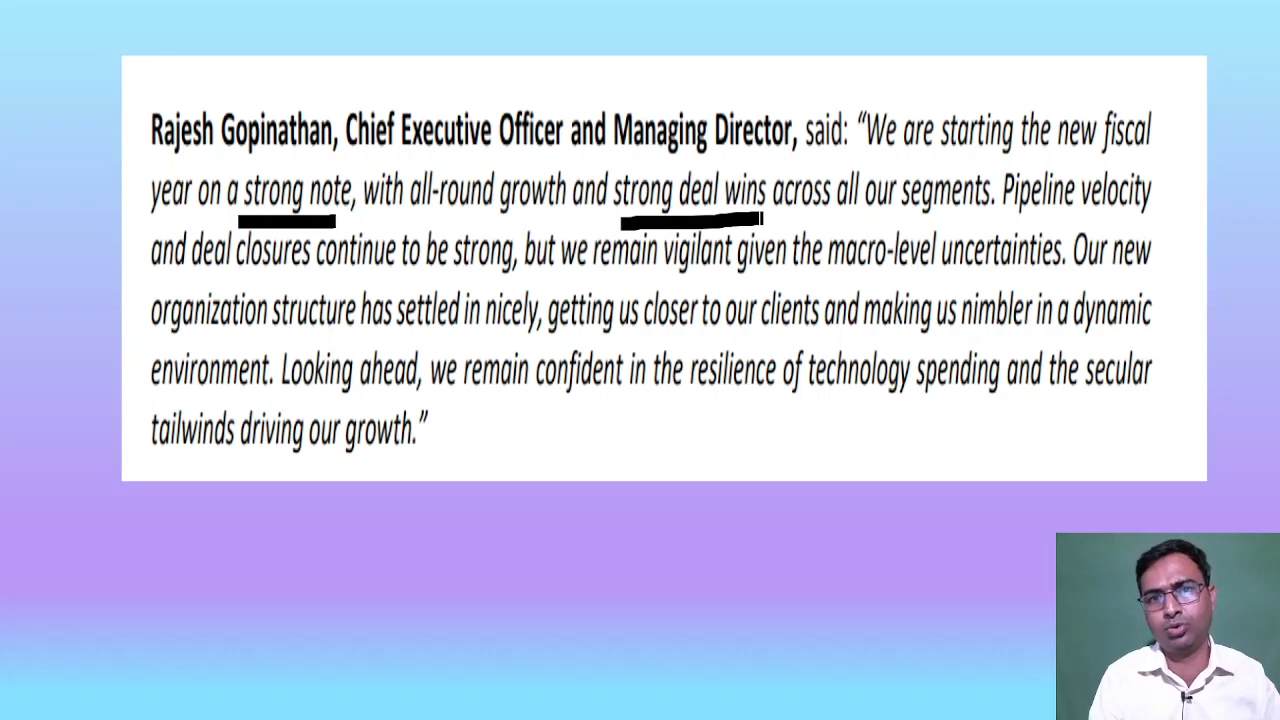 Rajesh Gopinathan, Chief Executive Officer and Managing Director, said: “We are starting the new fiscal
year on a strong note, with all-round growth and strong deal wins across all our segments. Pipeline velocity
and deal closures continue to be strong, but we remain vigilant given the macro-level uncertainties. Our new
organization structure has settled in nicely, getting us closer to our clients and making us nimbler in a dynamic
environment. Looking ahead, we remain confident in the resilience of technology spending and the secular
tailwinds driving our growth.”